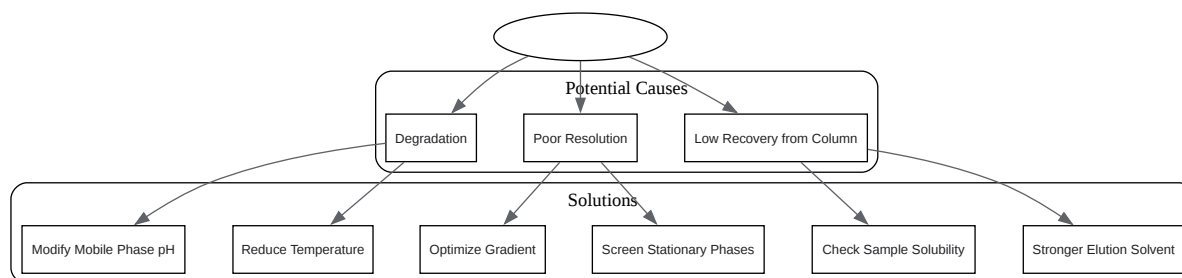 Potential Causes
Degradation
Poor Resolution
Low Recovery from Column
Solutions
Modify Mobile Phase pH
Reduce Temperature
Optimize Gradient
Screen Stationary Phases
Check Sample Solubility
Stronger Elution Solvent